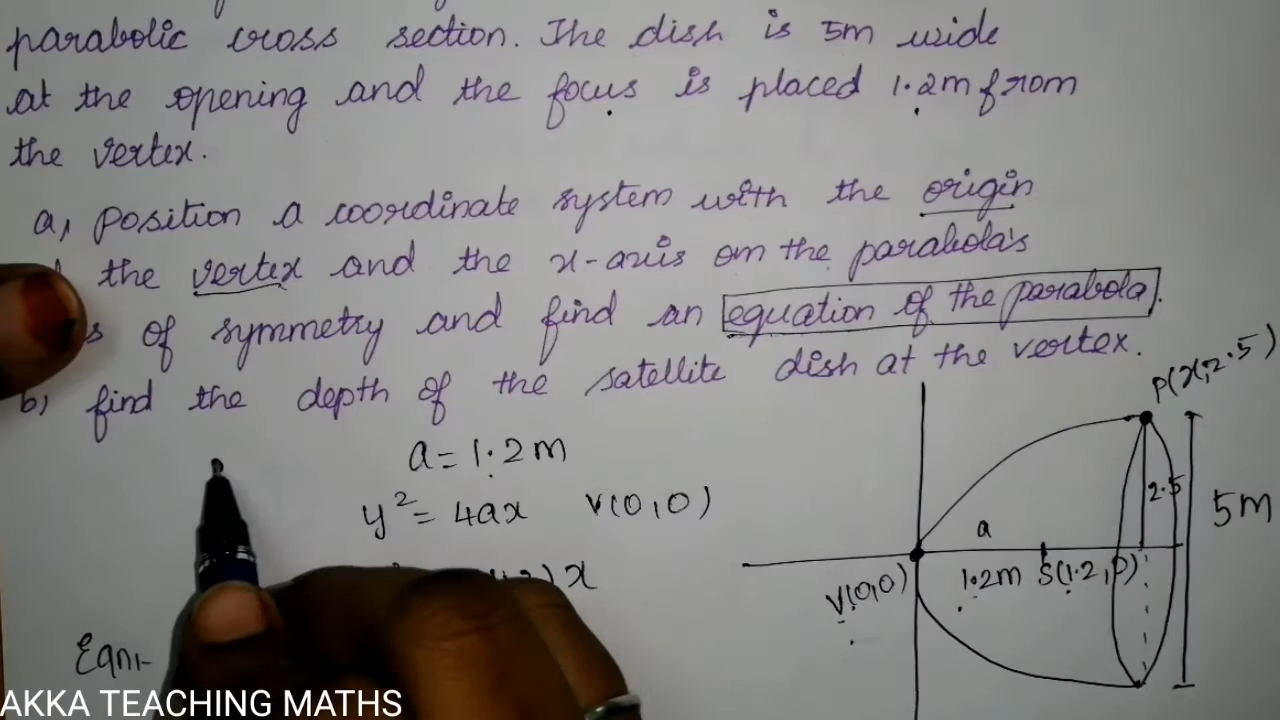 parabolic cross section. The dish is 5m wide
at the opening and the focus is placed 1.2m from
the vertex.
a, position a coordinate system with the origin
the vertex and the x-axis om the parabola's
s of symmetry and find an equation of the parabola.
b) find the depth of the satellite dish at the vertex.
P(x, 2.5)
a = 1.2m
y² = 4ax V(0,0)
2.5
5m
a
) x
V(0,0)
1.2m S(1.2,0)
Eqn:-
AKKA TEACHING MATHS